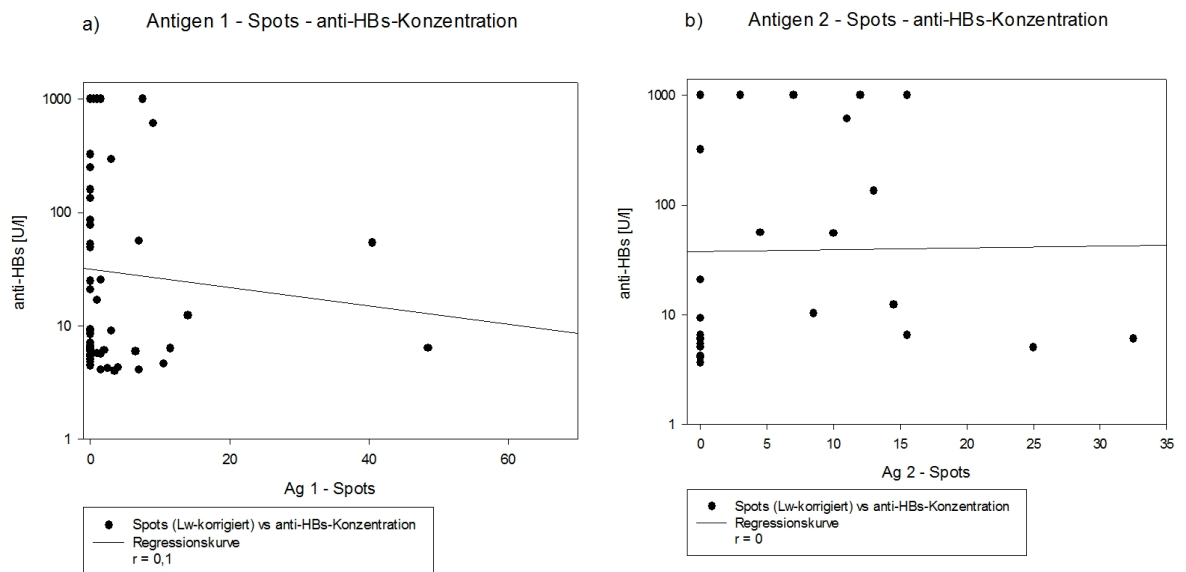 a) Antigen 1 - Spots - anti-HBs-Konzentration
anti-HBs [U/l]
1000
100
10
1
0 20 40 60
Ag 1 - Spots
Spots (Lw-korrigiert) vs anti-HBs-Konzentration
Regressionskurve
r = 0,1
b) Antigen 2 - Spots - anti-HBs-Konzentration
anti-HBs [U/l]
1000
100
10
1
0 5 10 15 20 25 30 35
Ag 2 - Spots
Spots (Lw-korrigiert) vs anti-HBs-Konzentration
Regressionskurve
r = 0